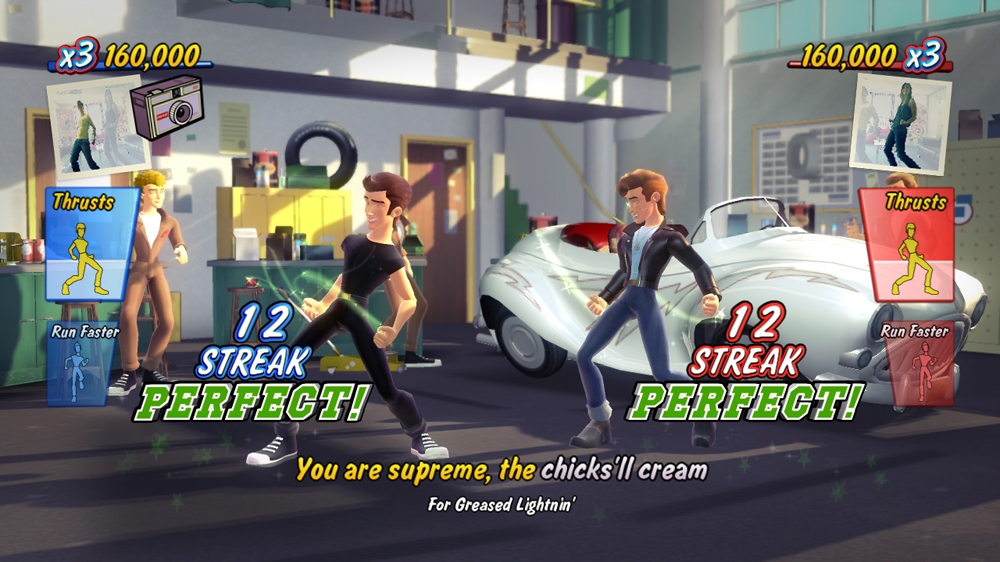 x3 160,000
160,000 x3
Thrusts
Thrusts
Run Faster
Run Faster
12
STREAK
PERFECT!
12
STREAK
PERFECT!
You are supreme, the chicks'll cream
For Greased Lightnin'